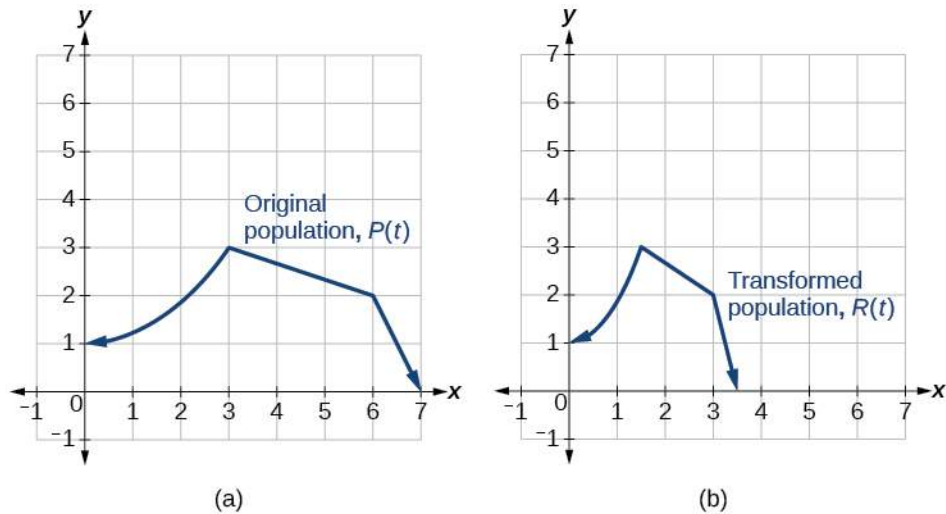 y
7
6
5
4
3
2
1
0
−1
−1 1 2 3 4 5 6 7 x
Original
population, P(t)
(a)
y
7
6
5
4
3
2
1
0
−1
−1 1 2 3 4 5 6 7 x
Transformed
population, R(t)
(b)